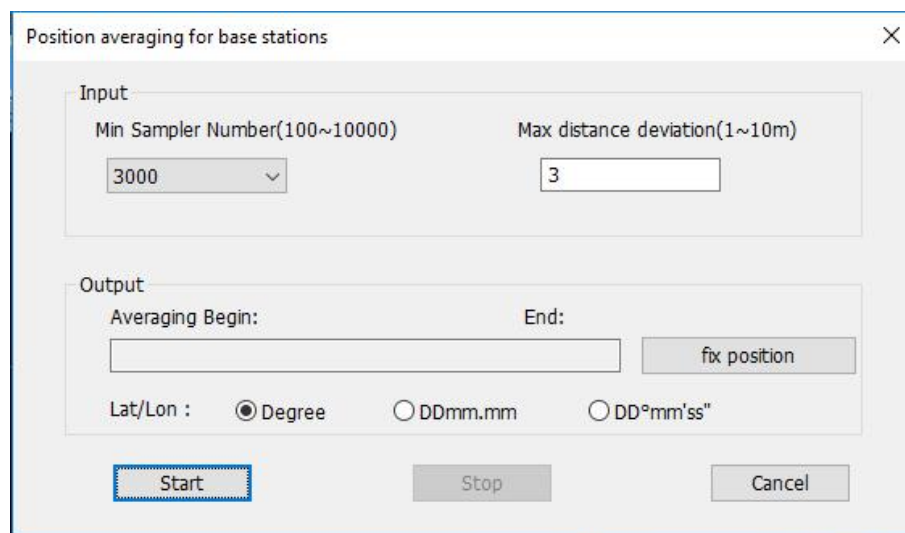 Position averaging for base stations
Input
Min Sampler Number(100~10000) Max distance deviation(1~10m)
3000 3
Output
Averaging Begin: End:
fix position
Lat/Lon : Degree DDmm.mm DD°mm'ss"
Start Stop Cancel